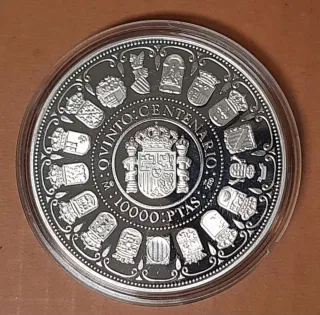 QVINTO · CENTENARIO
10000 · PTAS